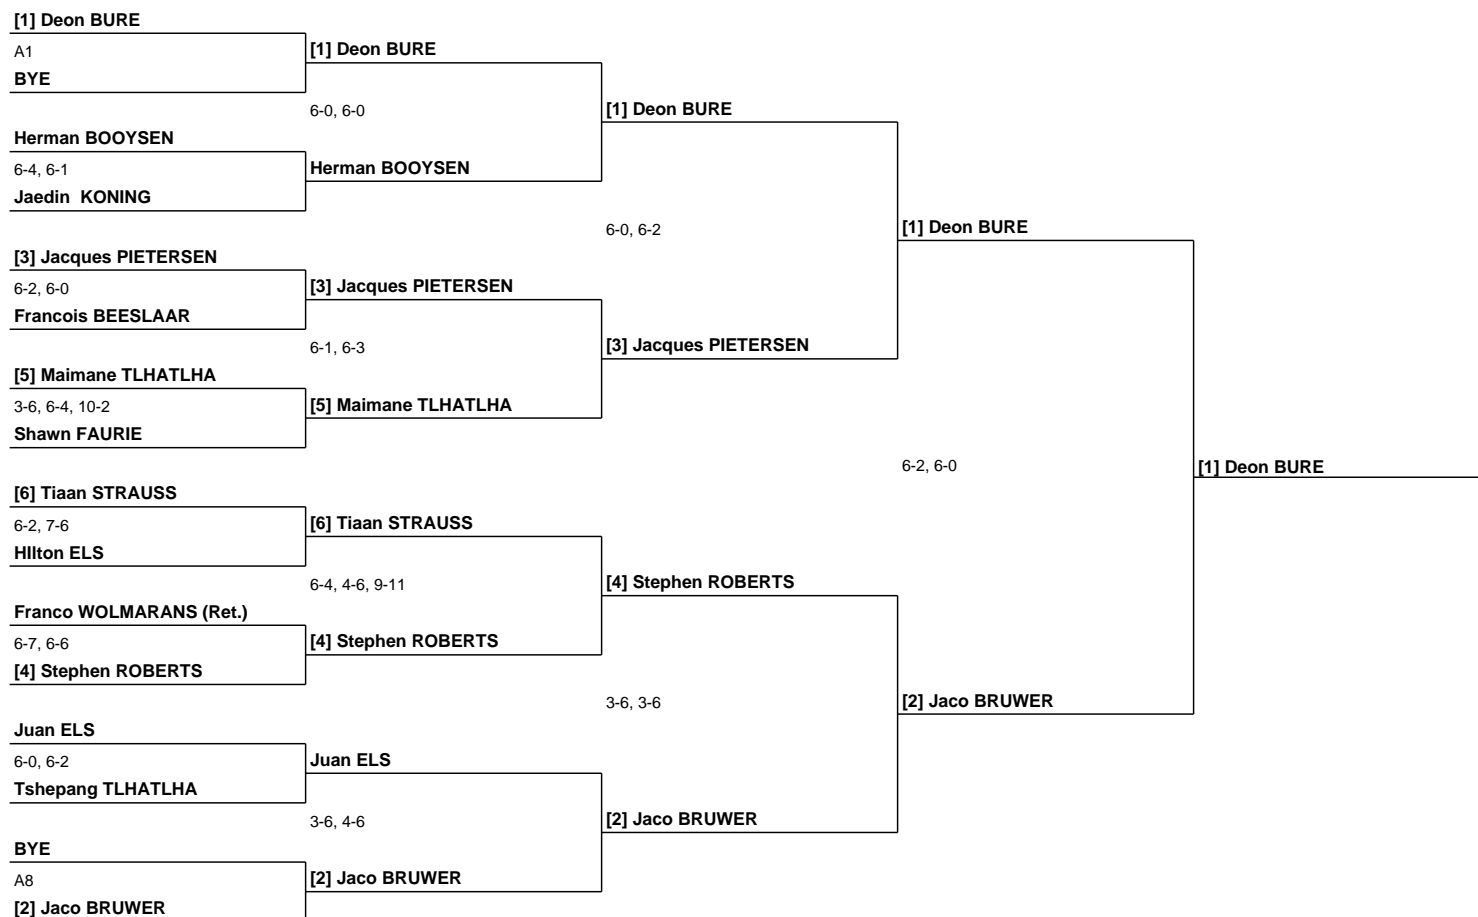 [1] Deon BURE
A1
BYE
Herman BOOYSEN
6-4, 6-1
Jaedin  KONING
[3] Jacques PIETERSEN
6-2, 6-0
Francois BEESLAAR
[5] Maimane TLHATLHA
3-6, 6-4, 10-2
Shawn FAURIE
[6] Tiaan STRAUSS
6-2, 7-6
HIlton ELS
Franco WOLMARANS (Ret.)
6-7, 6-6
[4] Stephen ROBERTS
Juan ELS
6-0, 6-2
Tshepang TLHATLHA
BYE
A8
[2] Jaco BRUWER
[1] Deon BURE
6-0, 6-0
Herman BOOYSEN
[3] Jacques PIETERSEN
6-1, 6-3
[5] Maimane TLHATLHA
[6] Tiaan STRAUSS
6-4, 4-6, 9-11
[4] Stephen ROBERTS
Juan ELS
3-6, 4-6
[2] Jaco BRUWER
[1] Deon BURE
6-0, 6-2
[3] Jacques PIETERSEN
[4] Stephen ROBERTS
3-6, 3-6
[2] Jaco BRUWER
[1] Deon BURE
6-2, 6-0
[2] Jaco BRUWER
[1] Deon BURE